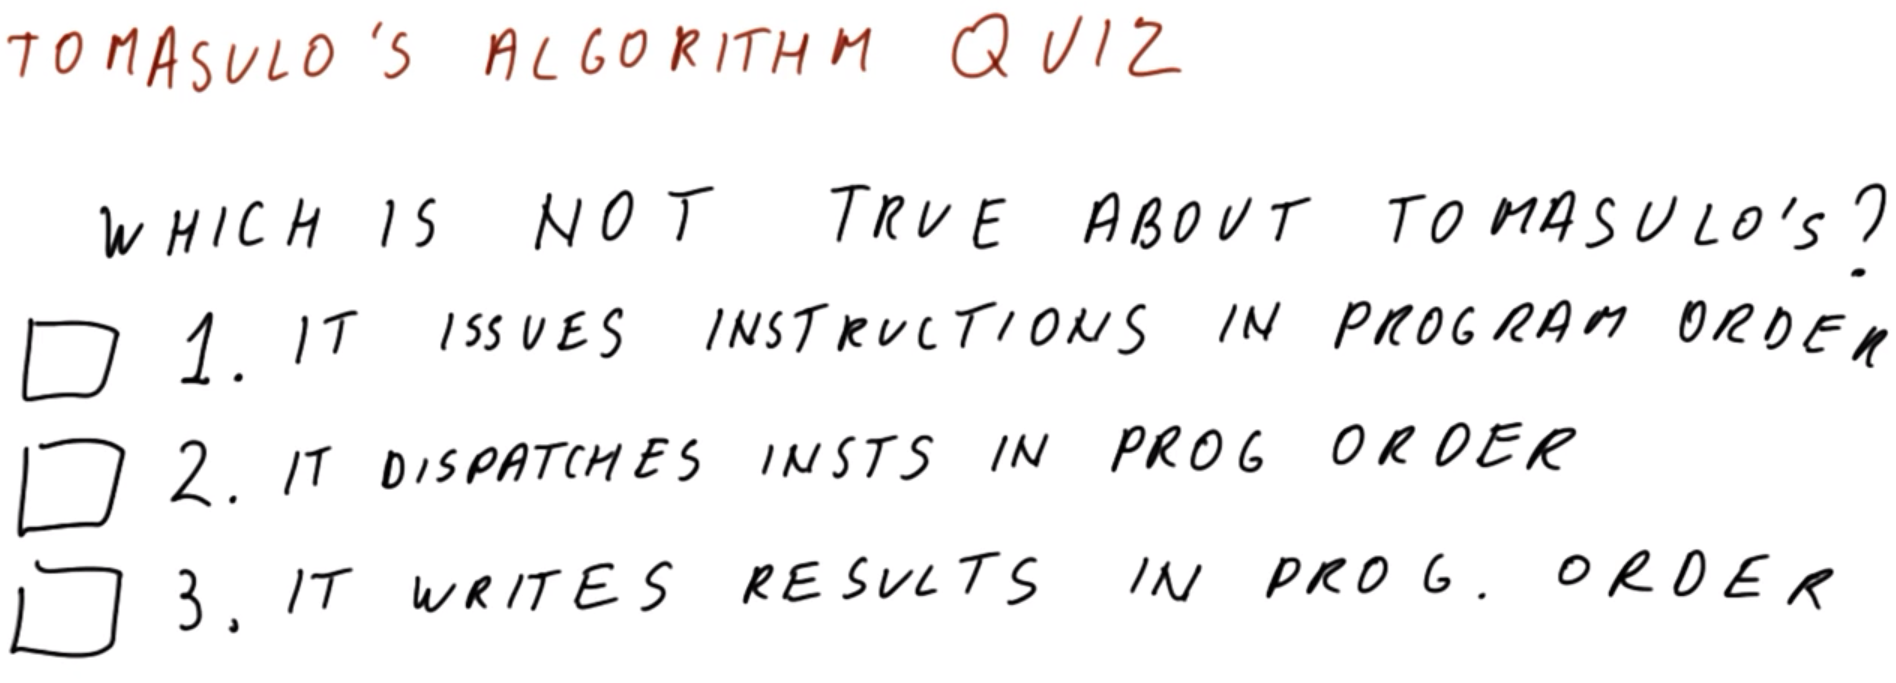 TOMASULO'S ALGORITHM QUIZ
WHICH IS NOT TRUE ABOUT TOMASULO'S?
1. IT ISSUES INSTRUCTIONS IN PROGRAM ORDER
2. IT DISPATCHES INSTS IN PROG ORDER
3. IT WRITES RESULTS IN PROG. ORDER